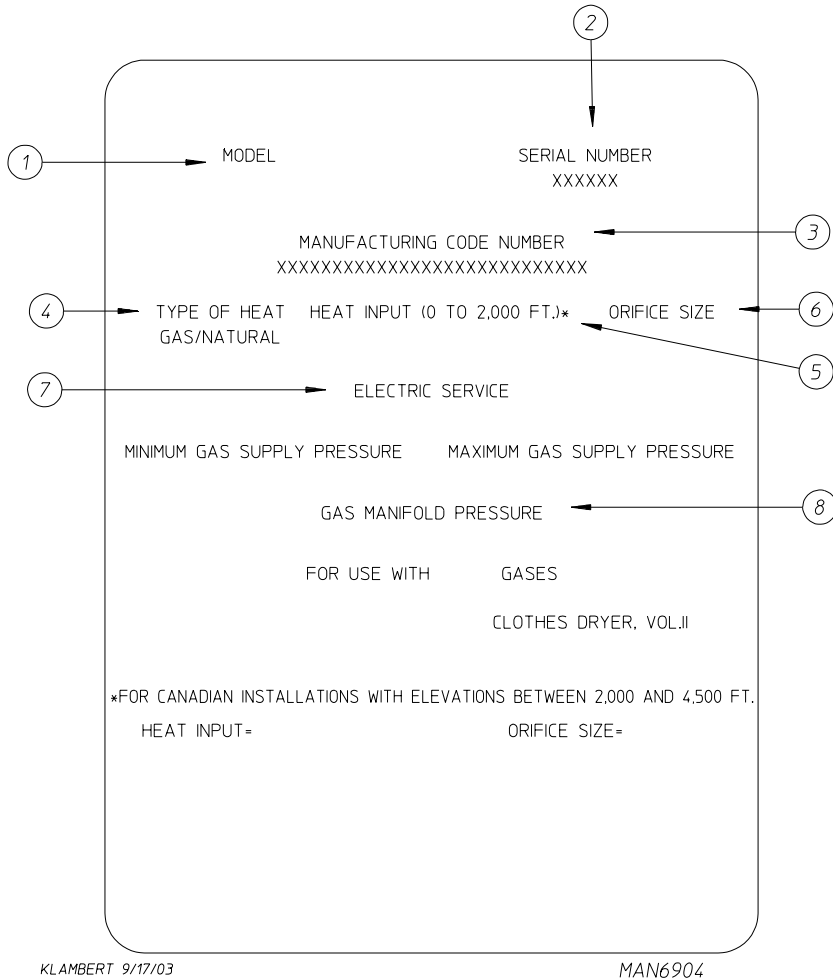 2
1 MODEL SERIAL NUMBER
XXXXXX
MANUFACTURING CODE NUMBER 3
XXXXXXXXXXXXXXXXXXXXXXXXXXXX
4 TYPE OF HEAT HEAT INPUT (0 TO 2,000 FT.)* ORIFICE SIZE 6
GAS/NATURAL
5
7 ELECTRIC SERVICE
MINIMUM GAS SUPPLY PRESSURE MAXIMUM GAS SUPPLY PRESSURE
GAS MANIFOLD PRESSURE 8
FOR USE WITH GASES
CLOTHES DRYER, VOL.II
*FOR CANADIAN INSTALLATIONS WITH ELEVATIONS BETWEEN 2,000 AND 4,500 FT.
HEAT INPUT= ORIFICE SIZE=
KLAMBERT 9/17/03 MAN6904